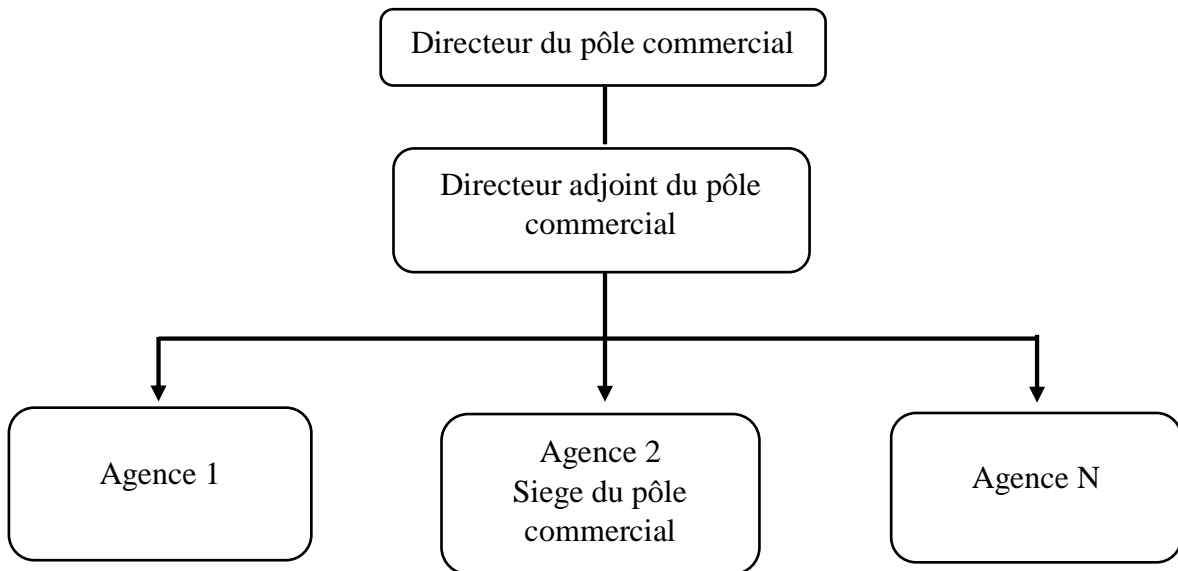 Directeur du pôle commercial
Directeur adjoint du pôle
commercial
Agence 1
Agence 2
Siege du pôle
commercial
Agence N